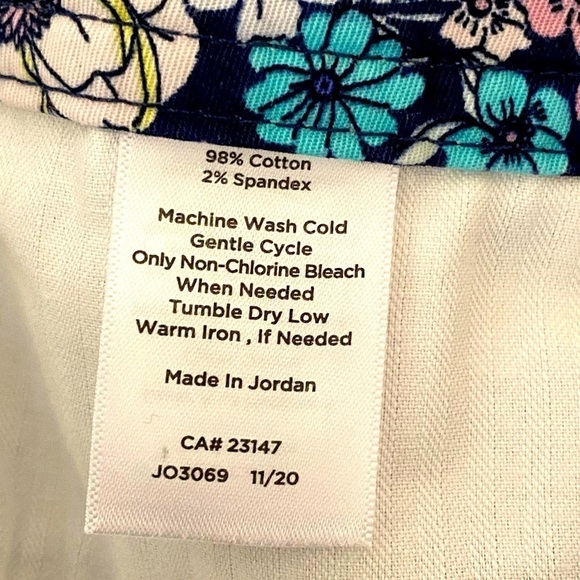 98% Cotton
2% Spandex
Machine Wash Cold
Gentle Cycle
Only Non-Chlorine Bleach
When Needed
Tumble Dry Low
Warm Iron , If Needed
Made In Jordan
CA# 23147
JO3069 11/20